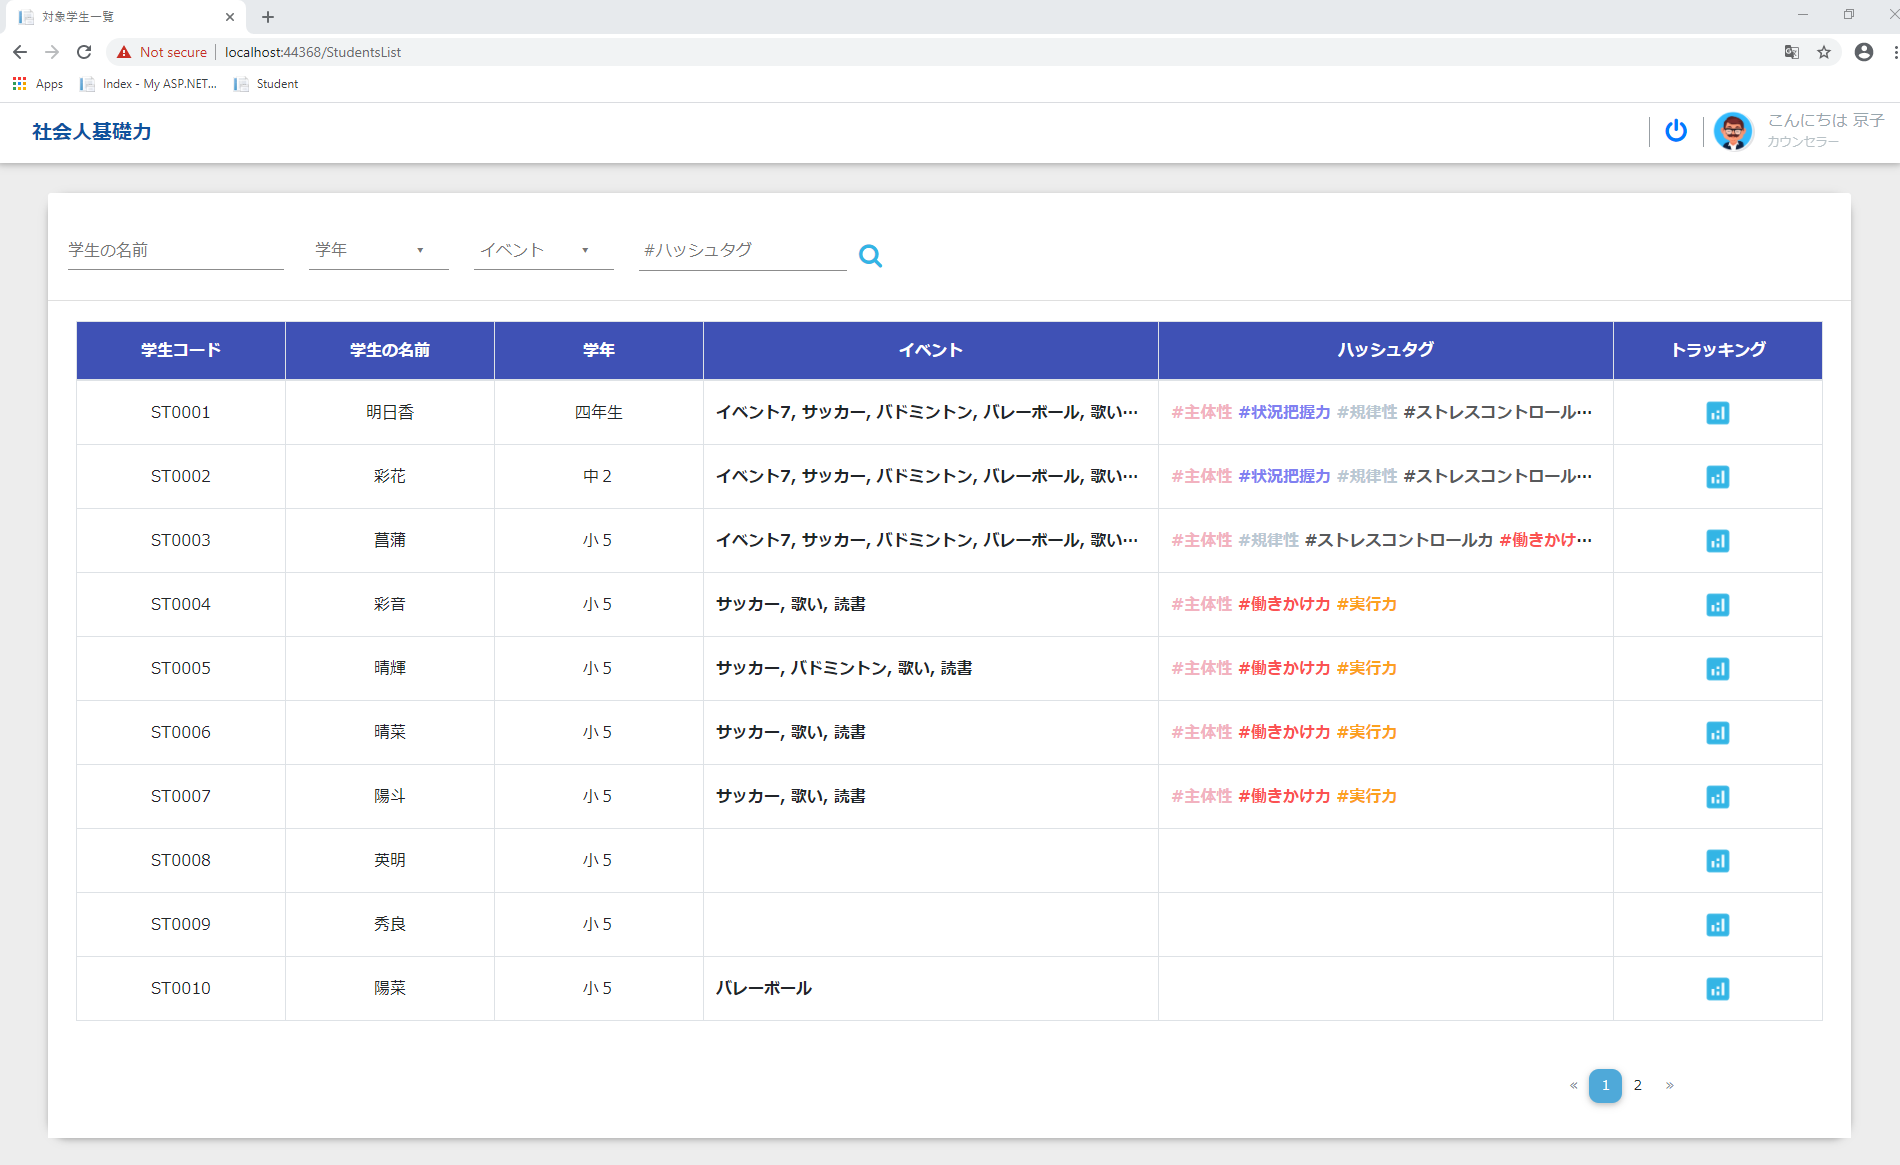 対象学生一覧
Not secure localhost:44368/StudentsList
Apps Index - My ASP.NET... Student
社会人基礎力
こんにちは 京子
カウンセラー
学生の名前 学年 イベント #ハッシュタグ
学生コード 学生の名前 学年 イベント ハッシュタグ トラッキング
ST0001 明日香 四年生 イベント7, サッカー, バドミントン, バレーボール, 歌い… #主体性 #状況把握力 #規律性 #ストレスコントロール…
ST0002 彩花 中２ イベント7, サッカー, バドミントン, バレーボール, 歌い… #主体性 #状況把握力 #規律性 #ストレスコントロール…
ST0003 菖蒲 小５ イベント7, サッカー, バドミントン, バレーボール, 歌い… #主体性 #規律性 #ストレスコントロール力 #働きかけ…
ST0004 彩音 小５ サッカー, 歌い, 読書 #主体性 #働きかけ力 #実行力
ST0005 晴輝 小５ サッカー, バドミントン, 歌い, 読書 #主体性 #働きかけ力 #実行力
ST0006 晴菜 小５ サッカー, 歌い, 読書 #主体性 #働きかけ力 #実行力
ST0007 陽斗 小５ サッカー, 歌い, 読書 #主体性 #働きかけ力 #実行力
ST0008 英明 小５
ST0009 秀良 小５
ST0010 陽菜 小５ バレーボール
« 1 2 »